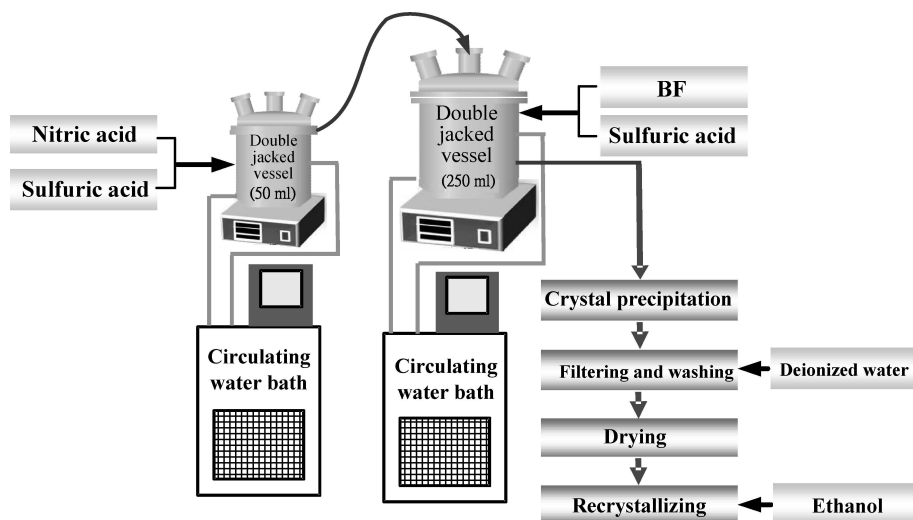 Nitric acid
Sulfuric acid
Double
jacked
vessel
(50 ml)
Double
jacked
vessel
(250 ml)
BF
Sulfuric acid
Circulating
water bath
Circulating
water bath
Crystal precipitation
Filtering and washing
Deionized water
Drying
Recrystallizing
Ethanol